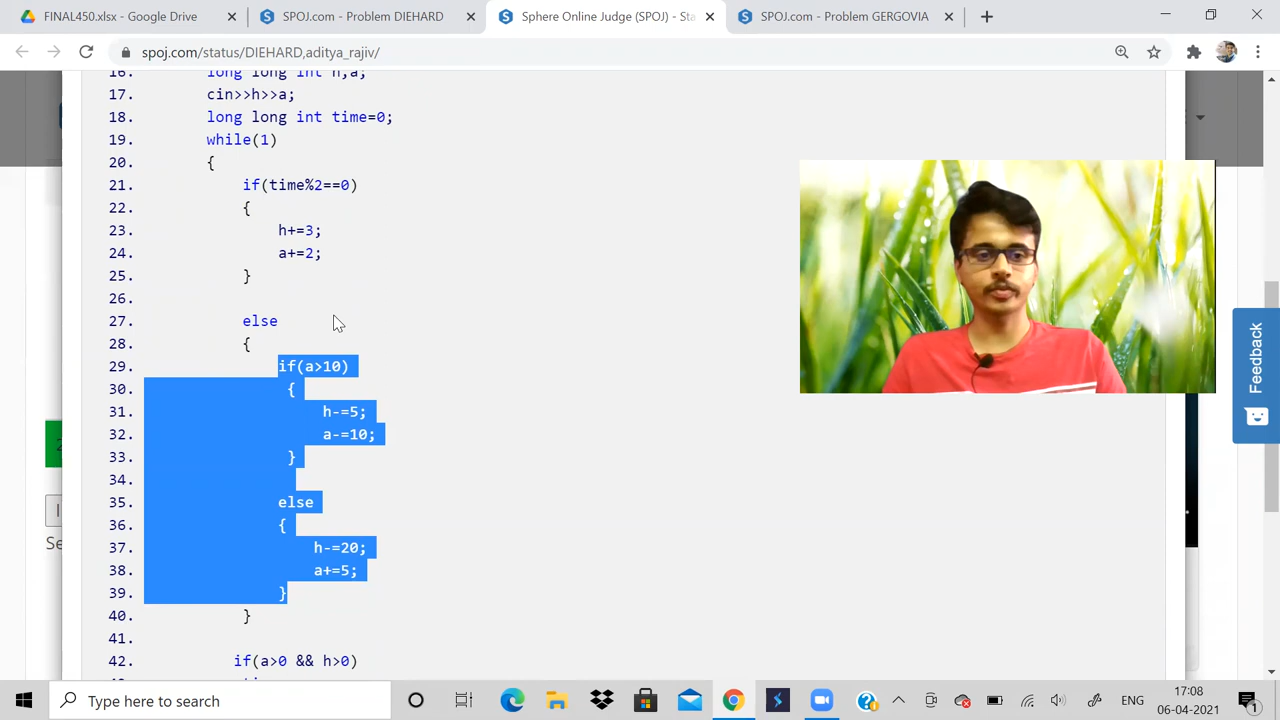 FINAL450.xlsx - Google Drive
SPOJ.com - Problem DIEHARD
Sphere Online Judge (SPOJ) - Sta
SPOJ.com - Problem GERGOVIA
spoj.com/status/DIEHARD,aditya_rajiv/
16. long long int h,a;
17. cin>>h>>a;
18. long long int time=0;
19. while(1)
20. {
21. if(time%2==0)
22. {
23. h+=3;
24. a+=2;
25. }
26.
27. else
28. {
29. if(a>10)
30. {
31. h-=5;
32. a-=10;
33. }
34.
35. else
36. {
37. h-=20;
38. a+=5;
39. }
40. }
41.
42. if(a>0 && h>0)
Se
Feedback
Type here to search
ENG
17:08
06-04-2021